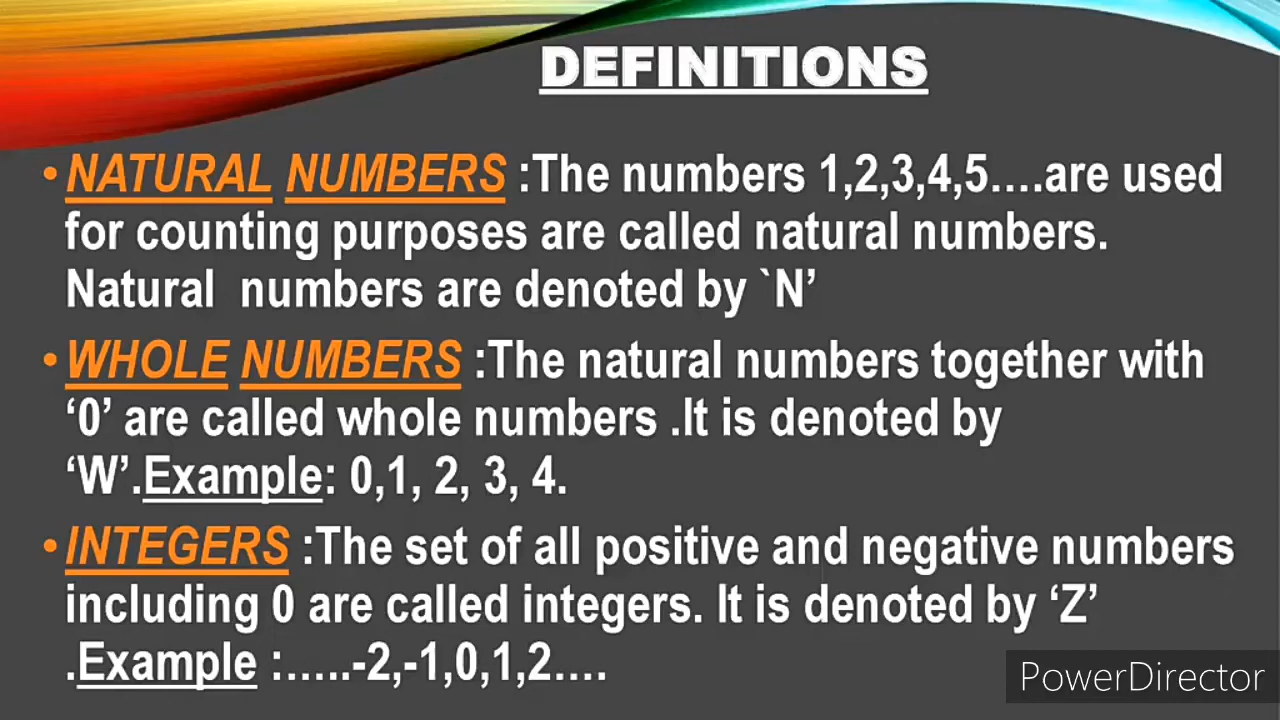 DEFINITIONS
•NATURAL NUMBERS :The numbers 1,2,3,4,5....are used
for counting purposes are called natural numbers.
Natural  numbers are denoted by `N’
•WHOLE NUMBERS :The natural numbers together with
‘0’ are called whole numbers .It is denoted by
‘W’.Example: 0,1, 2, 3, 4.
•INTEGERS :The set of all positive and negative numbers
including 0 are called integers. It is denoted by ‘Z’
.Example :.....-2,-1,0,1,2....
PowerDirector